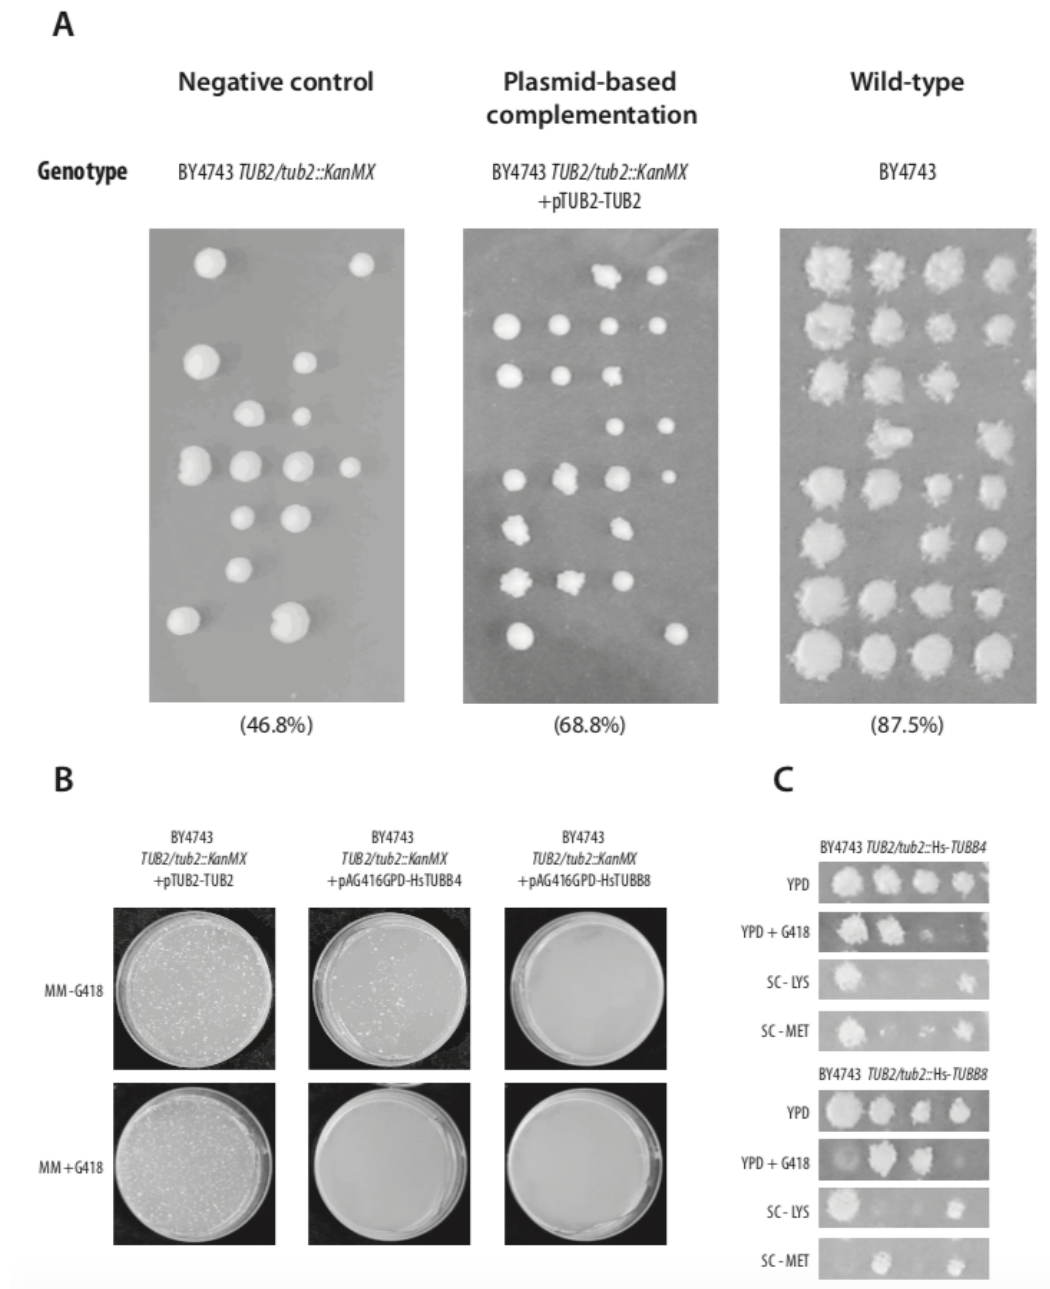 A
Negative control
Plasmid-based
complementation
Wild-type
Genotype
BY4743 TUB2/tub2::KanMX
BY4743 TUB2/tub2::KanMX
+pTUB2-TUB2
BY4743
(46.8%)
(68.8%)
(87.5%)
B
BY4743
TUB2/tub2::KanMX
+pTUB2-TUB2
BY4743
TUB2/tub2::KanMX
+pAG416GPD-HsTUBB4
BY4743
TUB2/tub2::KanMX
+pAG416GPD-HsTUBB8
MM -G418
MM +G418
C
BY4743 TUB2/tub2::Hs-TUBB4
YPD
YPD + G418
SC - LYS
SC - MET
BY4743 TUB2/tub2::Hs-TUBB8
YPD
YPD + G418
SC - LYS
SC - MET